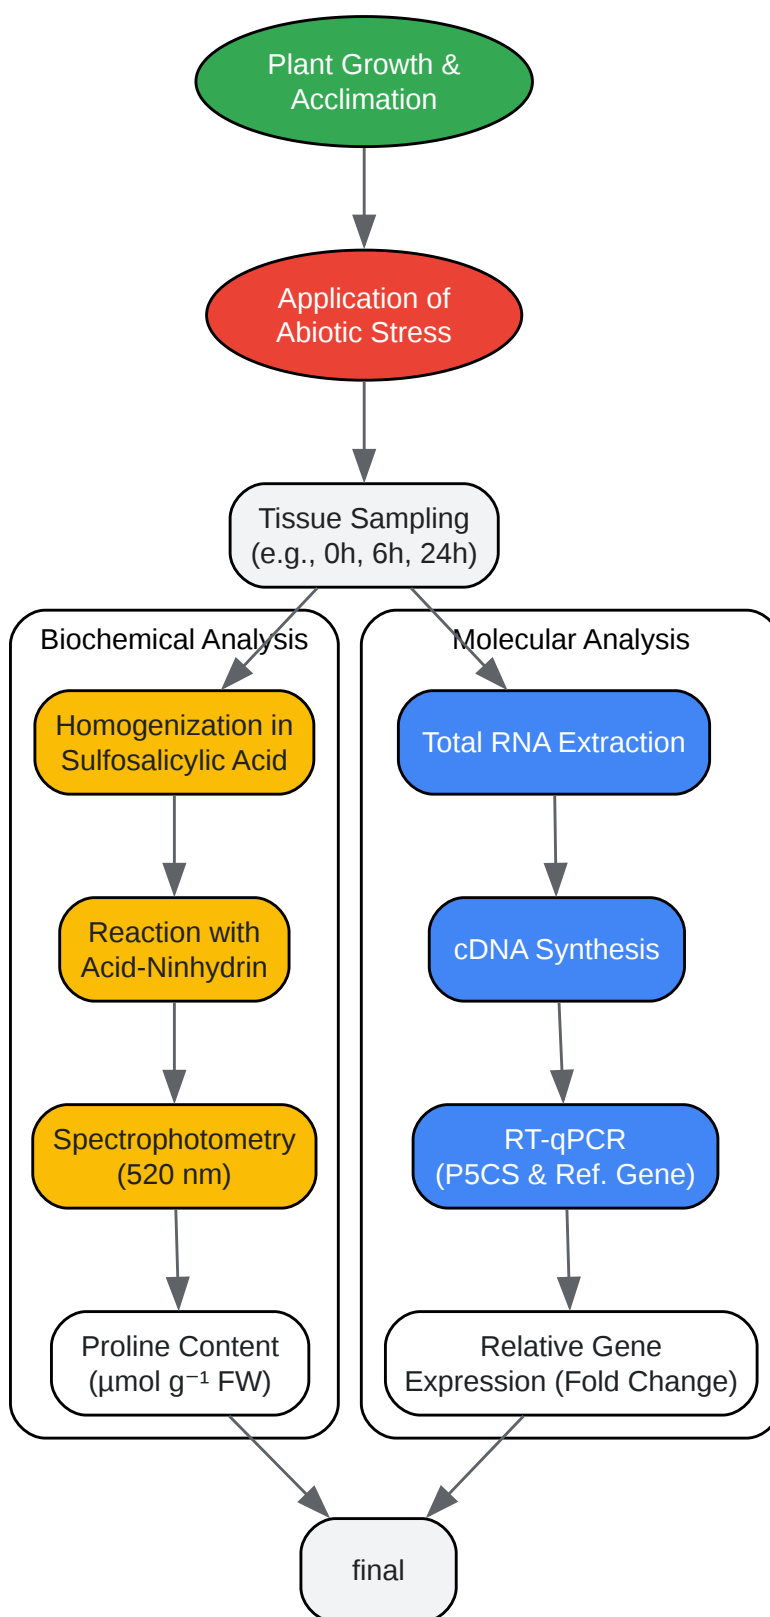 Plant Growth &
Acclimation
Application of
Abiotic Stress
Tissue Sampling
(e.g., 0h, 6h, 24h)
Biochemical Analysis
Homogenization in
Sulfosalicylic Acid
Reaction with
Acid-Ninhydrin
Spectrophotometry
(520 nm)
Proline Content
(µmol g⁻¹ FW)
Molecular Analysis
Total RNA Extraction
cDNA Synthesis
RT-qPCR
(P5CS & Ref. Gene)
Relative Gene
Expression (Fold Change)
final